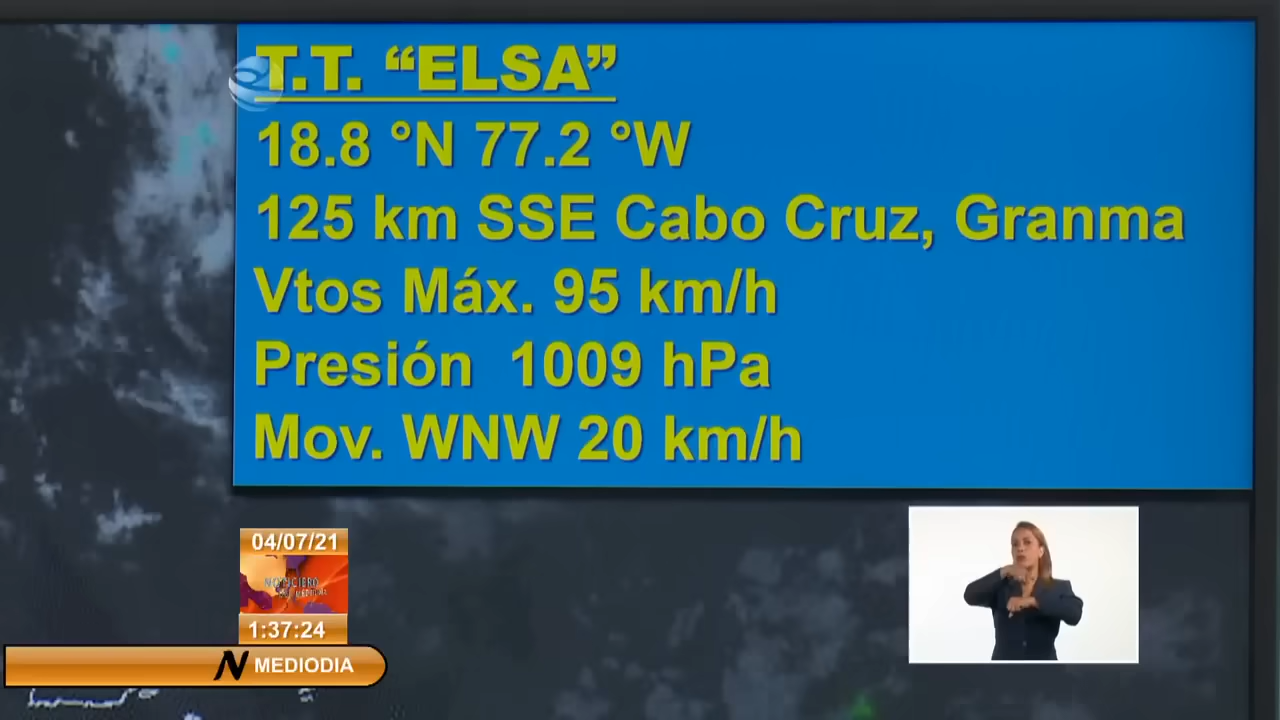 T.T. “ELSA”
18.8 °N 77.2 °W
125 km SSE Cabo Cruz, Granma
Vtos Máx. 95 km/h
Presión 1009 hPa
Mov. WNW 20 km/h
04/07/21
NOTICIERO
1:37:24
N MEDIODIA